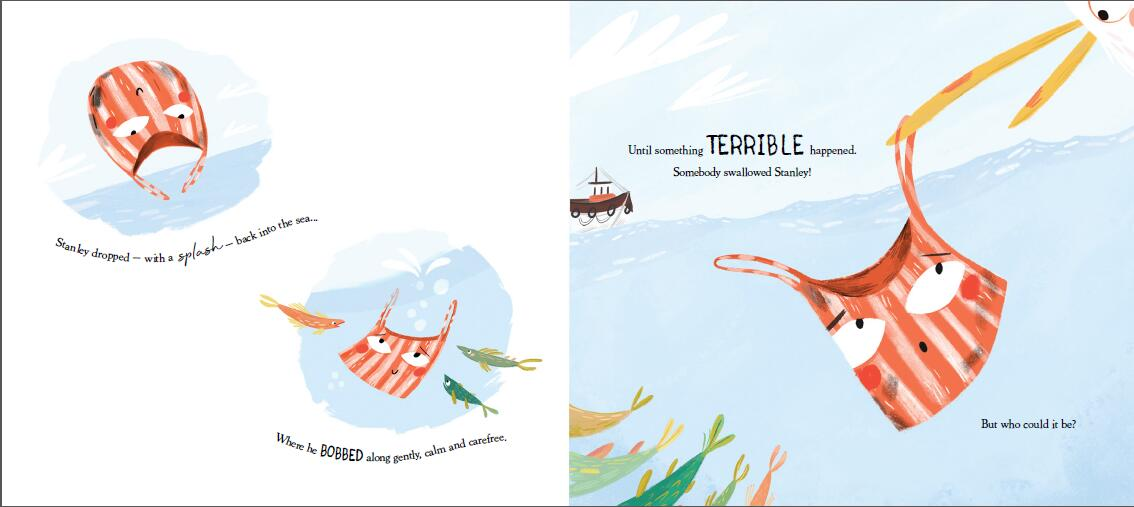 Stanley dropped – with a splash – back into the sea...
Where he BOBBED along gently, calm and carefree.
Until something TERRIBLE happened.
Somebody swallowed Stanley!
But who could it be?